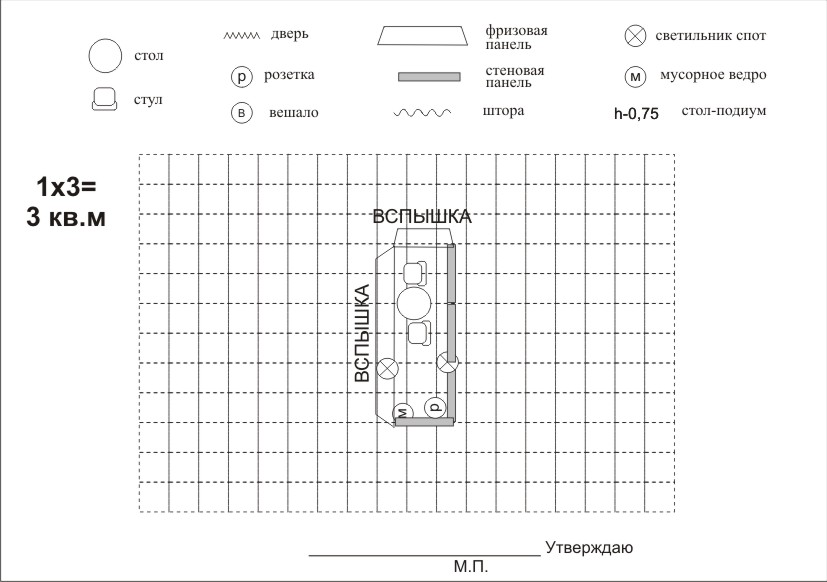 стол
стул
дверь
р розетка
в вешало
фризовая
панель
стеновая
панель
штора
светильник спот
м мусорное ведро
h-0,75 стол-подиум
1х3=
3 кв.м
ВСПЫШКА
ВСПЫШКА
м
р
Утверждаю
М.П.